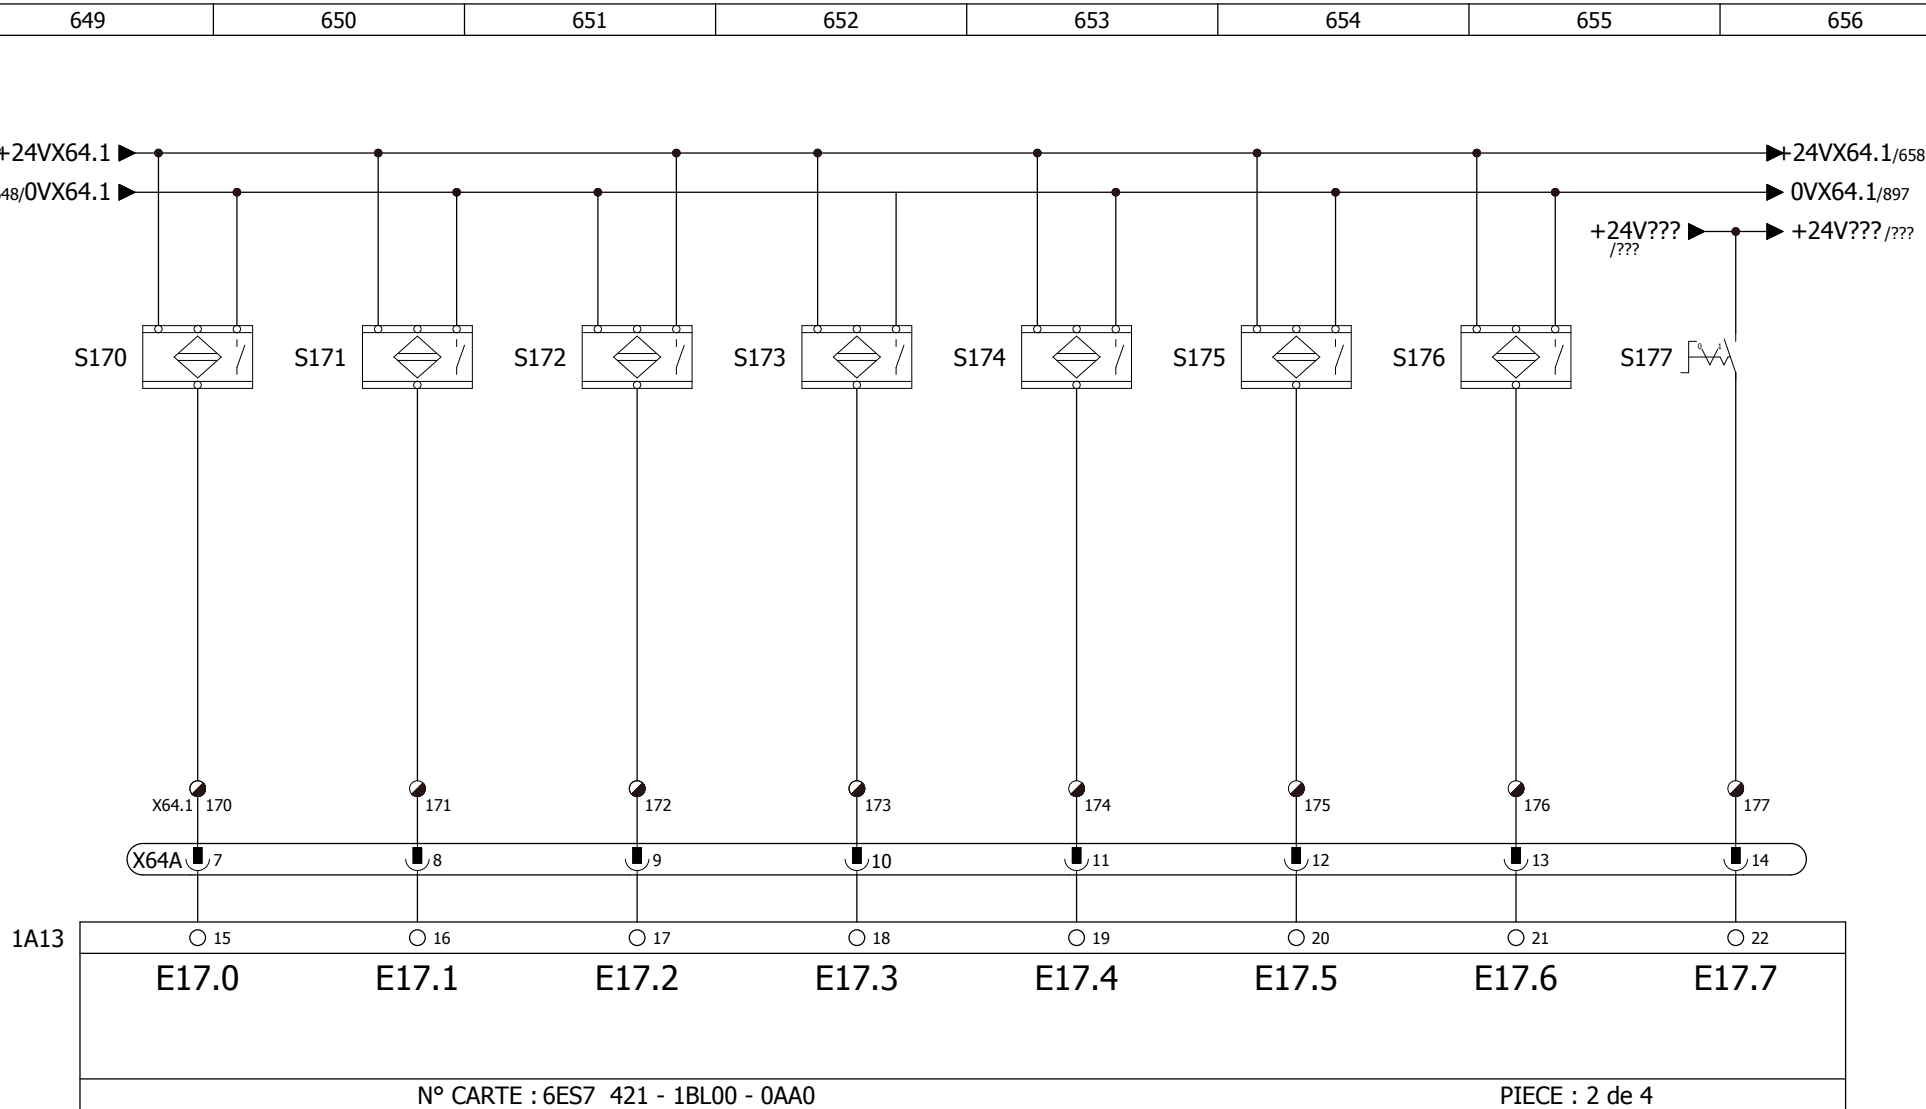 649 650 651 652 653 654 655 656
+24VX64.1 +24VX64.1/658
48/0VX64.1 0VX64.1/897
+24V??? +24V???/???
/???
S170 S171 S172 S173 S174 S175 S176 S177 0 1
X64.1 170 171 172 173 174 175 176 177
X64A 7 8 9 10 11 12 13 14
1A13 15 16 17 18 19 20 21 22
E17.0 E17.1 E17.2 E17.3 E17.4 E17.5 E17.6 E17.7
N° CARTE : 6ES7 421 - 1BL00 - 0AA0 PIECE : 2 de 4